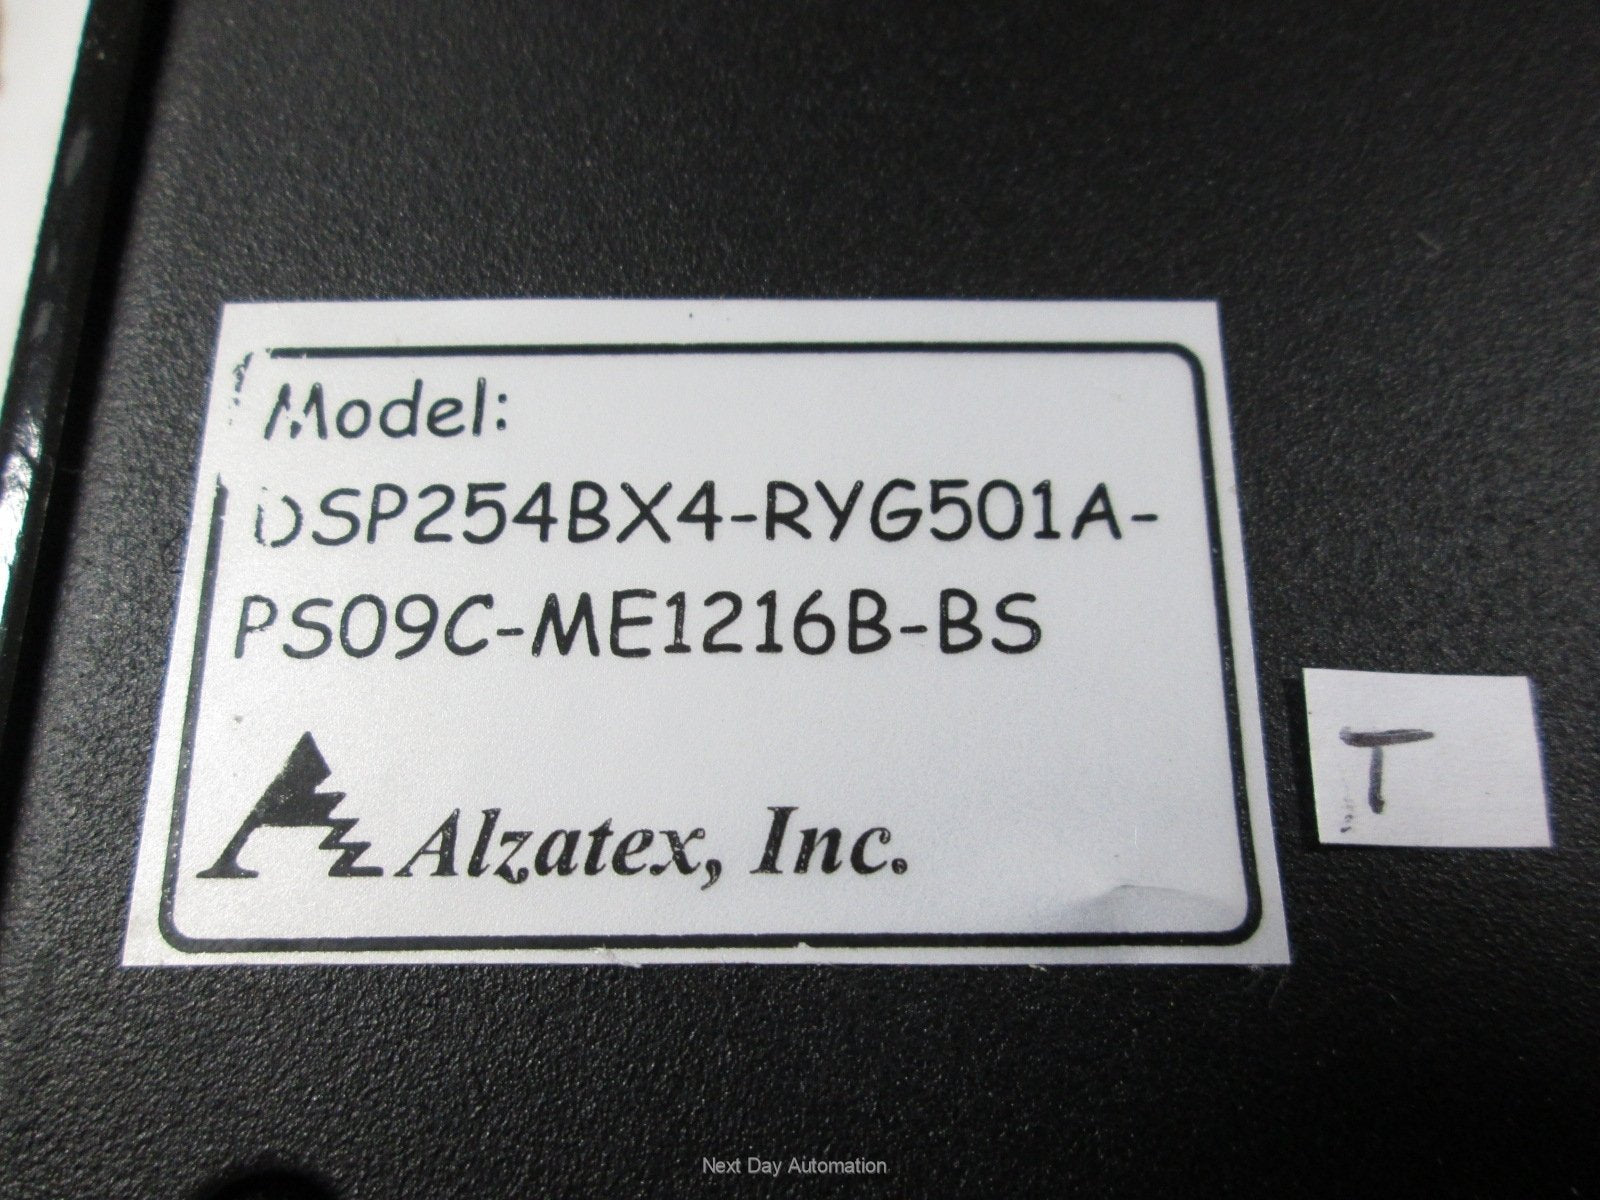 Model:
DSP254BX4-RYG501A-
PS09C-ME1216B-BS
Alzatex, Inc.
T
Next Day Automation